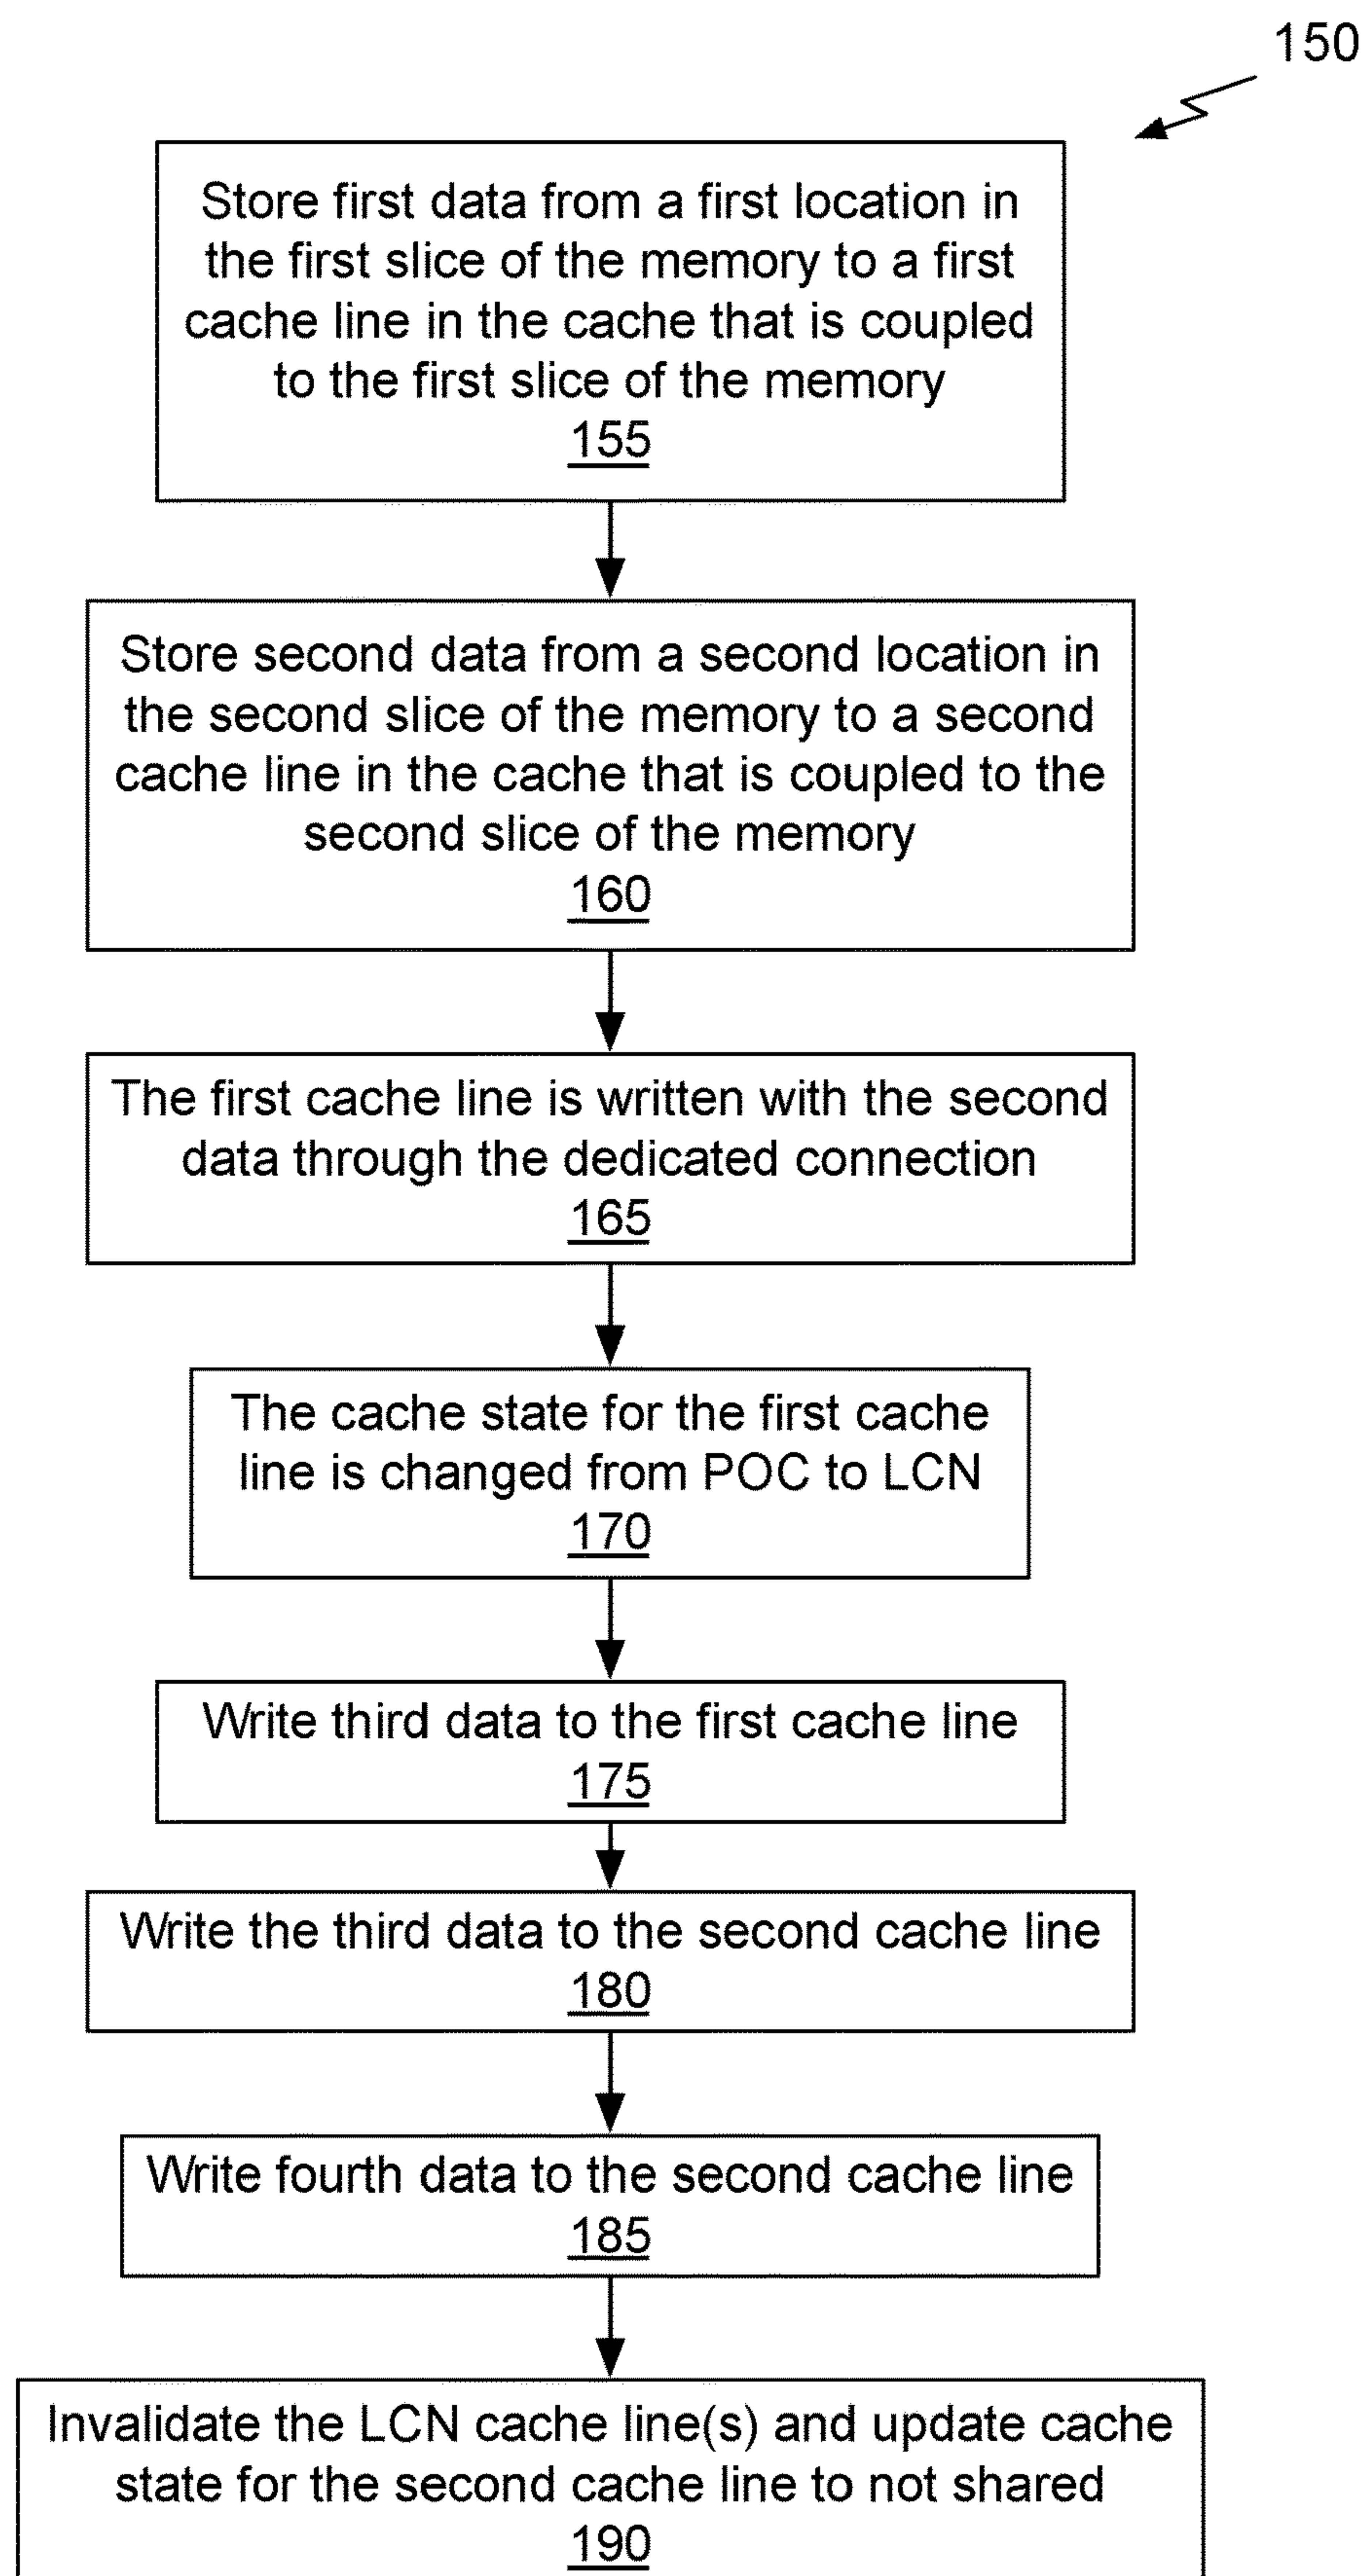 150
Store first data from a first location in
the first slice of the memory to a first
cache line in the cache that is coupled
to the first slice of the memory
155
Store second data from a second location in
the second slice of the memory to a second
cache line in the cache that is coupled to the
second slice of the memory
160
The first cache line is written with the second
data through the dedicated connection
165
The cache state for the first cache
line is changed from POC to LCN
170
Write third data to the first cache line
175
Write the third data to the second cache line
180
Write fourth data to the second cache line
185
Invalidate the LCN cache line(s) and update cache
state for the second cache line to not shared
190